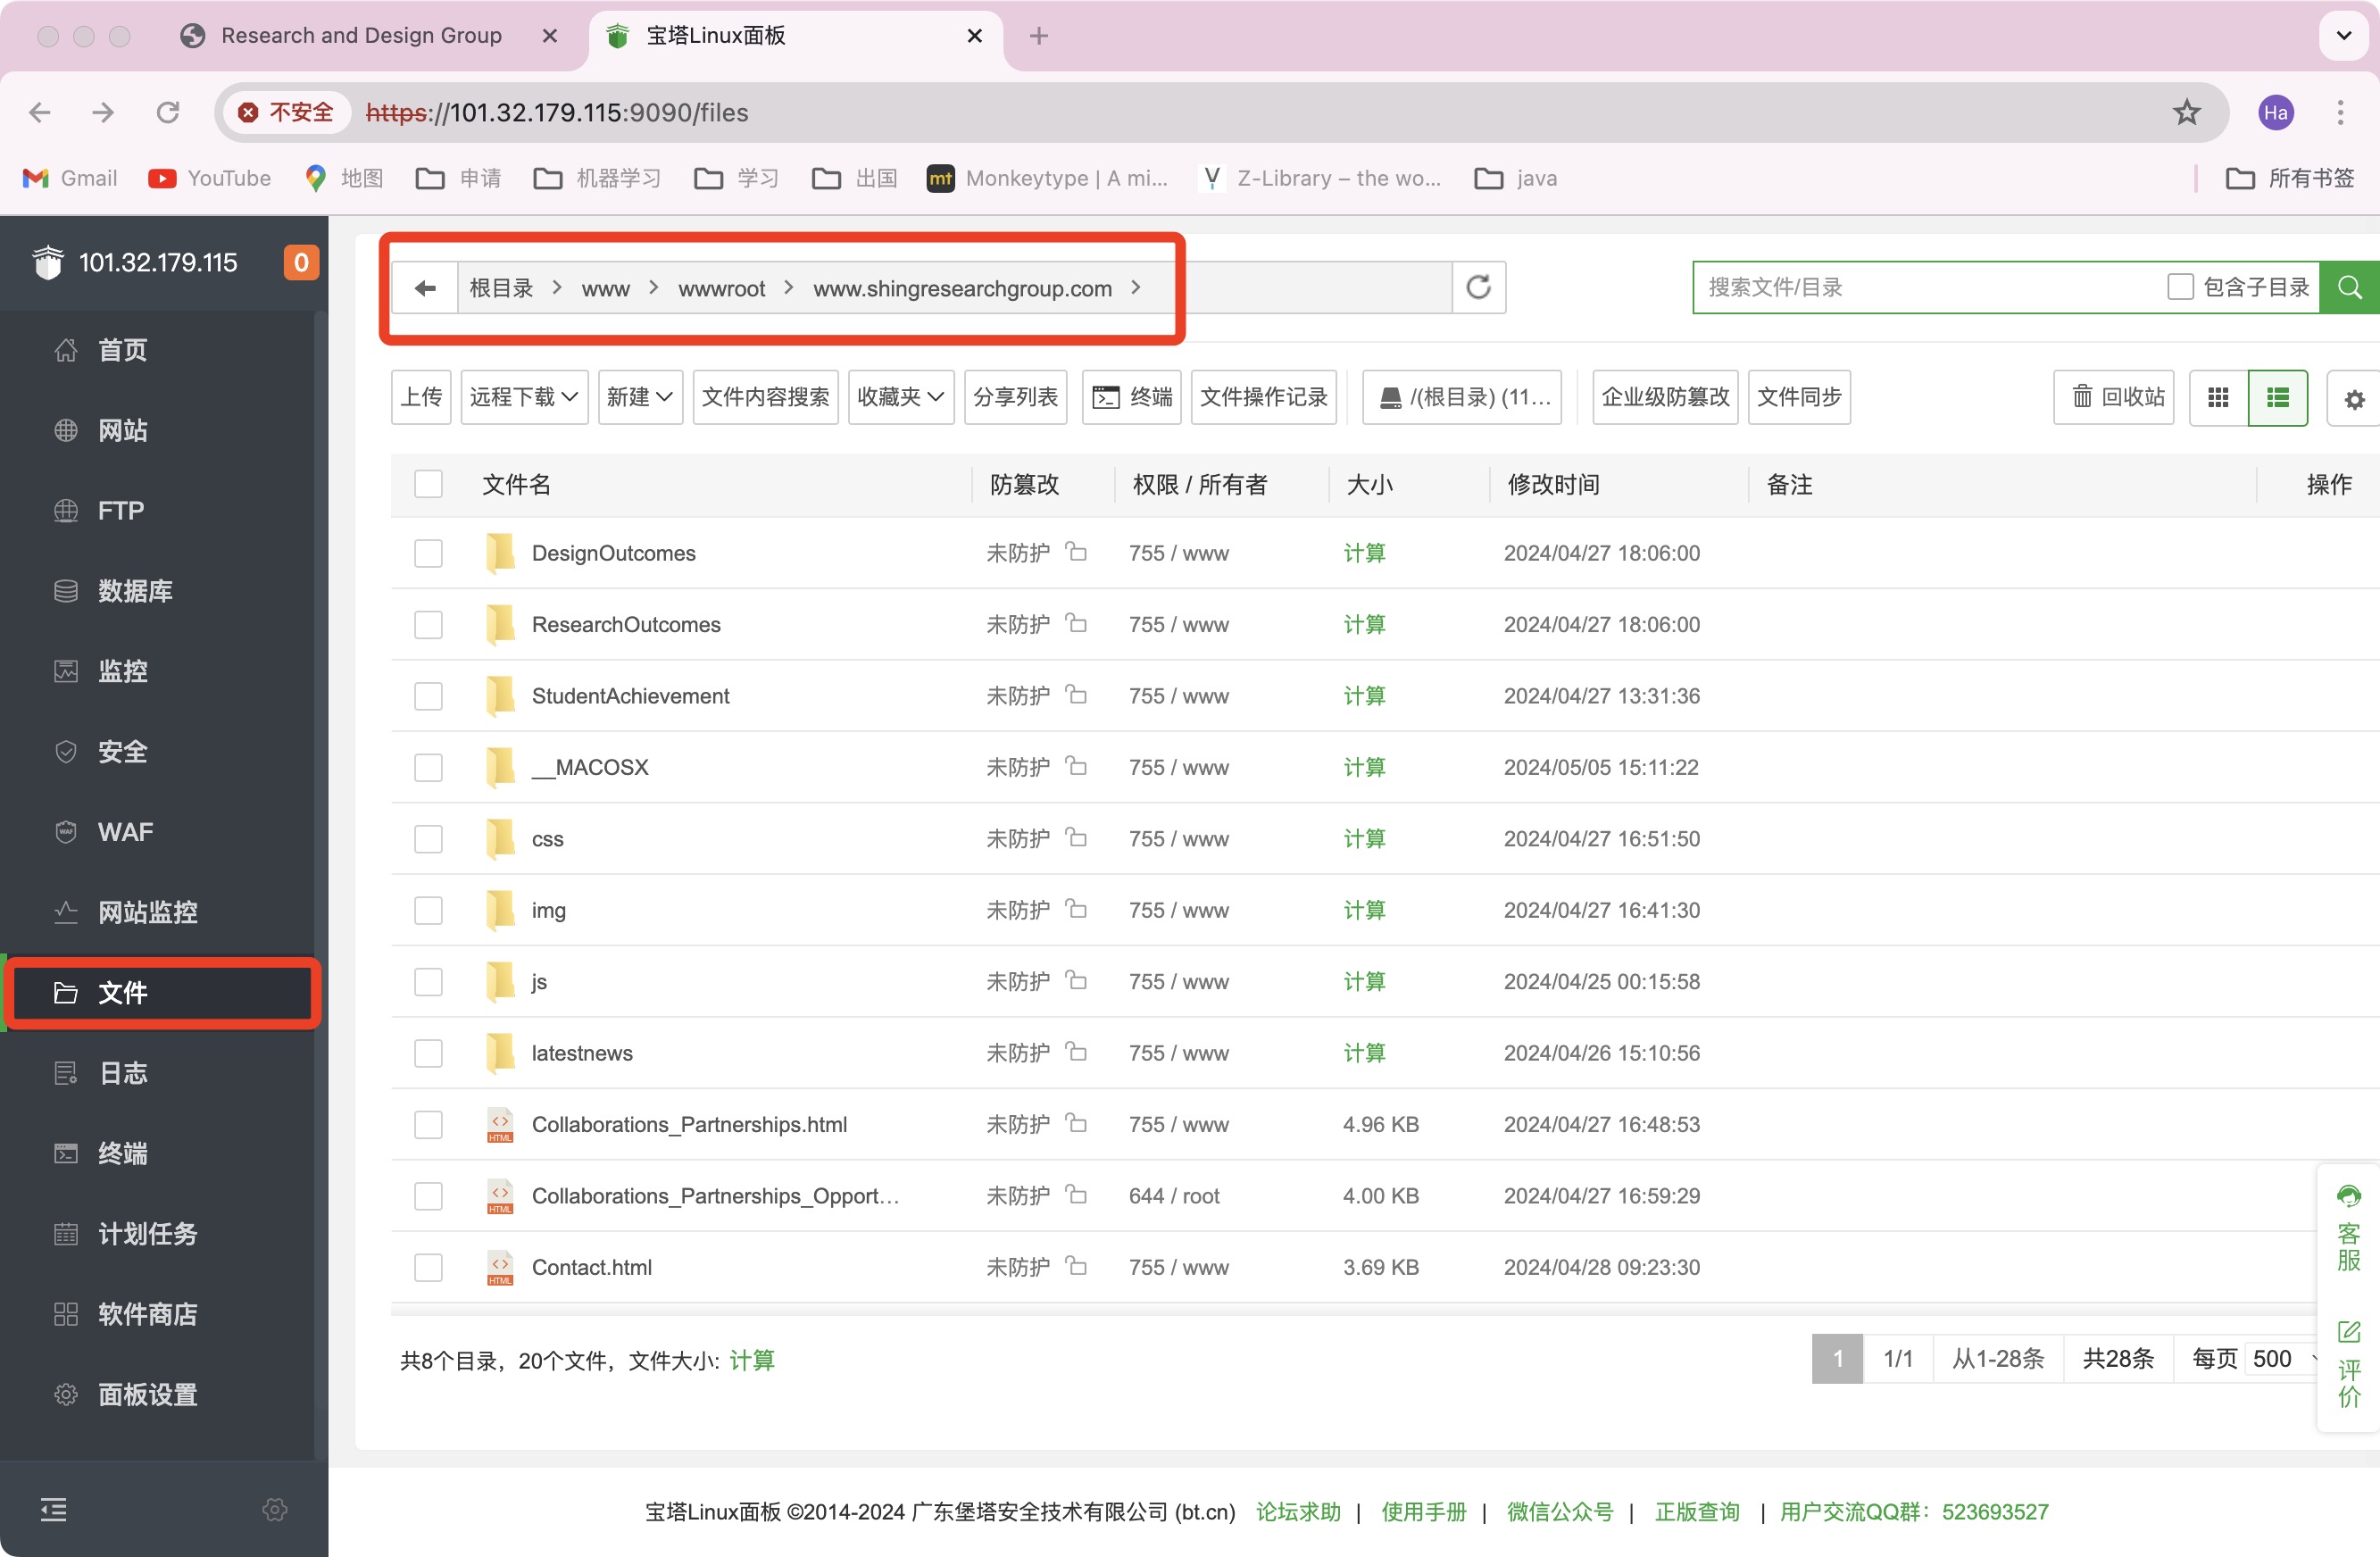 Research and Design Group
宝塔Linux面板
不安全 https://101.32.179.115:9090/files
Ha
Gmail YouTube 地图 申请 机器学习 学习 出国 mt Monkeytype | A mi... Z-Library – the wo... java 所有书签
101.32.179.115 0
首页
网站
FTP
数据库
监控
安全
WAF
网站监控
文件
日志
终端
计划任务
软件商店
面板设置
根目录 > www > wwwroot > www.shingresearchgroup.com >
搜索文件/目录 包含子目录
上传 远程下载 新建 文件内容搜索 收藏夹 分享列表 终端 文件操作记录 /(根目录) (11... 企业级防篡改 文件同步 回收站
文件名 防篡改 权限 / 所有者 大小 修改时间 备注 操作
DesignOutcomes 未防护 755 / www 计算 2024/04/27 18:06:00
ResearchOutcomes 未防护 755 / www 计算 2024/04/27 18:06:00
StudentAchievement 未防护 755 / www 计算 2024/04/27 13:31:36
__MACOSX 未防护 755 / www 计算 2024/05/05 15:11:22
css 未防护 755 / www 计算 2024/04/27 16:51:50
img 未防护 755 / www 计算 2024/04/27 16:41:30
js 未防护 755 / www 计算 2024/04/25 00:15:58
latestnews 未防护 755 / www 计算 2024/04/26 15:10:56
HTML Collaborations_Partnerships.html 未防护 755 / www 4.96 KB 2024/04/27 16:48:53
HTML Collaborations_Partnerships_Opport... 未防护 644 / root 4.00 KB 2024/04/27 16:59:29
HTML Contact.html 未防护 755 / www 3.69 KB 2024/04/28 09:23:30
共8个目录，20个文件，文件大小: 计算
1 1/1 从1-28条 共28条 每页 500
客服
评价
宝塔Linux面板 ©2014-2024 广东堡塔安全技术有限公司 (bt.cn) 论坛求助 | 使用手册 | 微信公众号 | 正版查询 | 用户交流QQ群：523693527